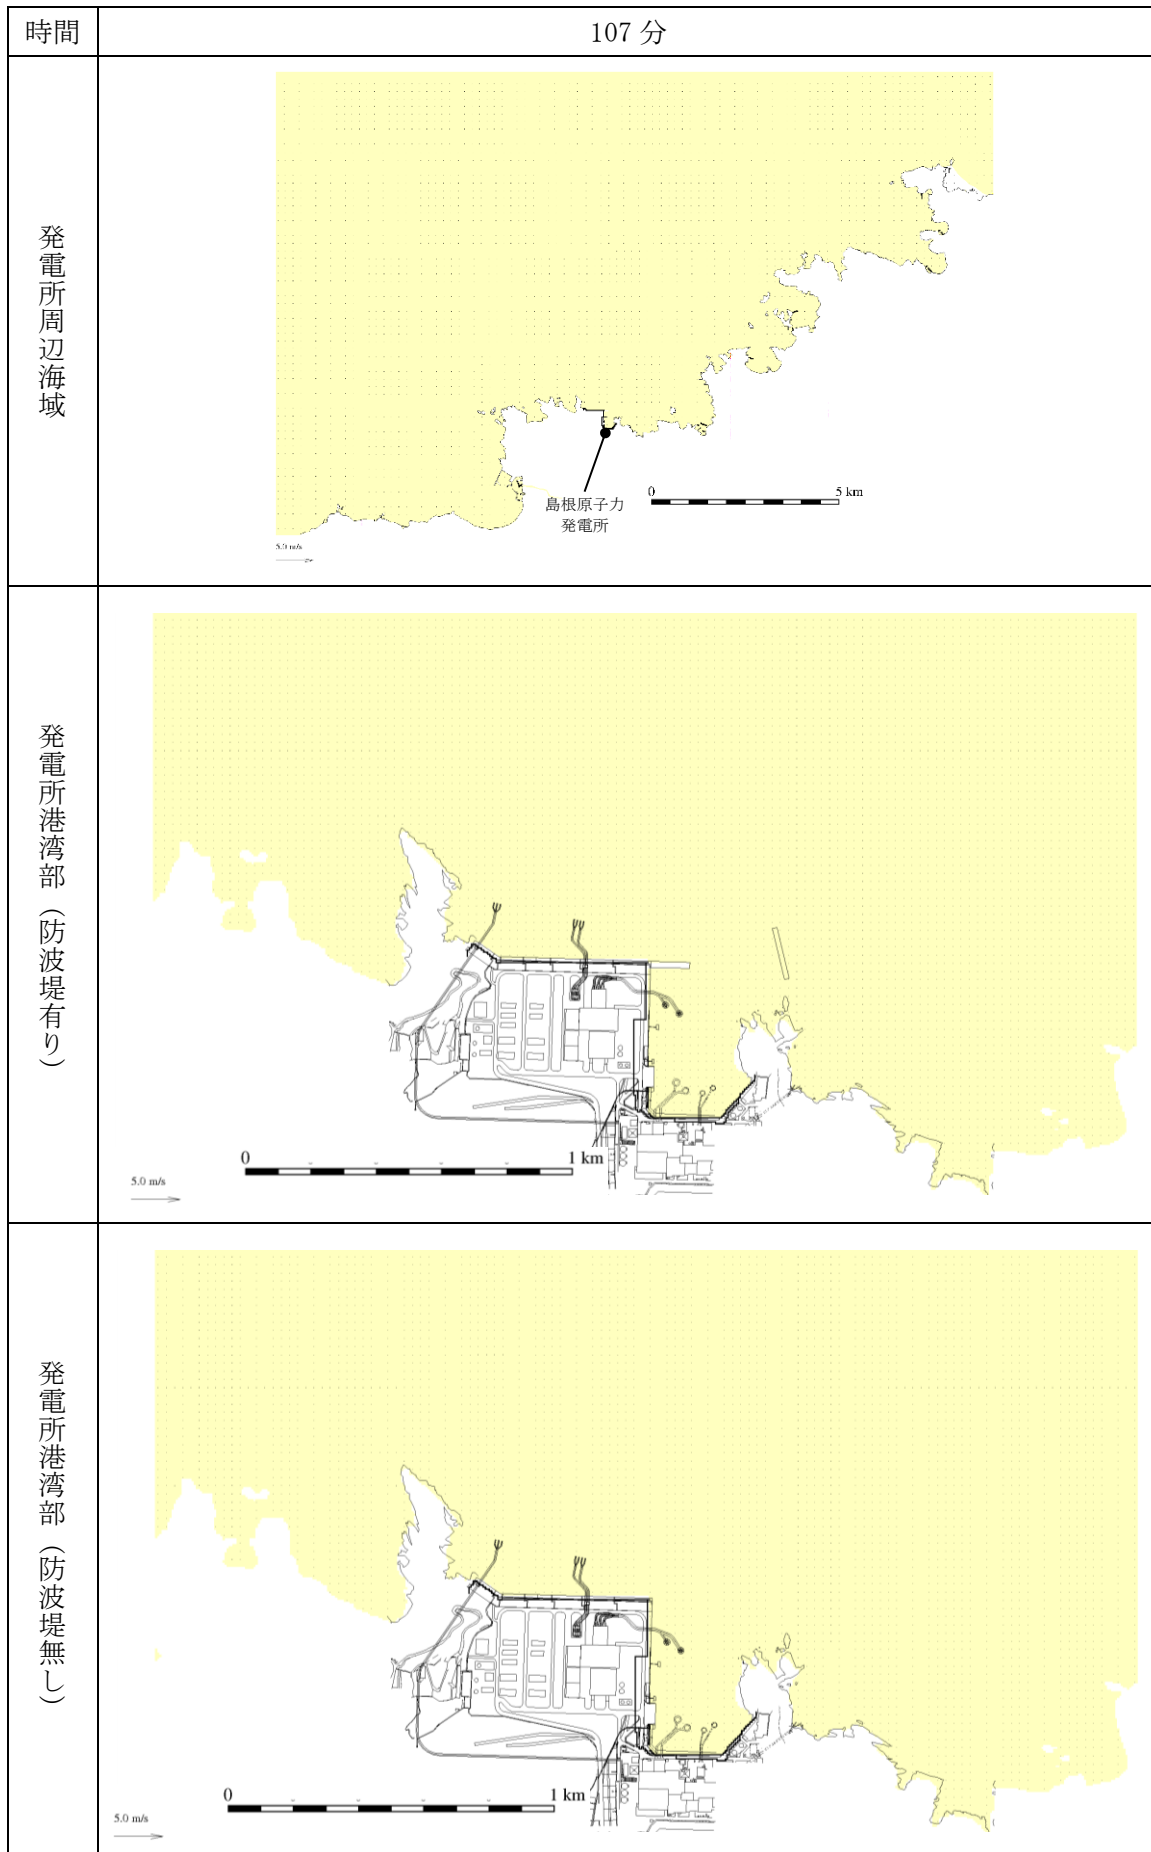 時間
107 分
発電所周辺海域
島根原子力
発電所
0
5 km
5.0 m/s
発電所港湾部（防波堤有り）
0
1 km
5.0 m/s
発電所港湾部（防波堤無し）
0
1 km
5.0 m/s